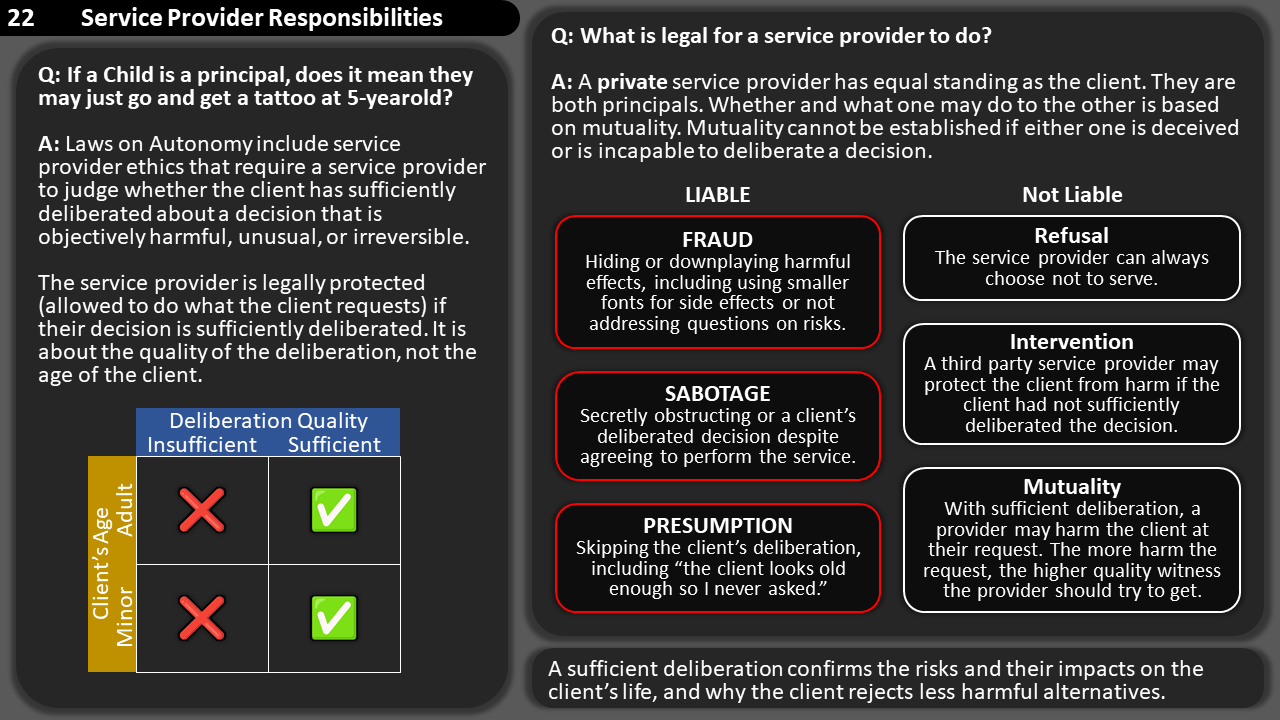 22 Service Provider Responsibilities
Q: If a Child is a principal, does it mean they
may just go and get a tattoo at 5-yearold?
A: Laws on Autonomy include service
provider ethics that require a service provider
to judge whether the client has sufficiently
deliberated about a decision that is
objectively harmful, unusual, or irreversible.
The service provider is legally protected
(allowed to do what the client requests) if
their decision is sufficiently deliberated. It is
about the quality of the deliberation, not the
age of the client.
Deliberation Quality
Insufficient Sufficient
Client's Age
Adult
Minor
Q: What is legal for a service provider to do?
A: A private service provider has equal standing as the client. They are
both principals. Whether and what one may do to the other is based
on mutuality. Mutuality cannot be established if either one is deceived
or is incapable to deliberate a decision.
LIABLE
FRAUD
Hiding or downplaying harmful
effects, including using smaller
fonts for side effects or not
addressing questions on risks.
SABOTAGE
Secretly obstructing or a client’s
deliberated decision despite
agreeing to perform the service.
PRESUMPTION
Skipping the client’s deliberation,
including “the client looks old
enough so I never asked.”
Not Liable
Refusal
The service provider can always
choose not to serve.
Intervention
A third party service provider may
protect the client from harm if the
client had not sufficiently
deliberated the decision.
Mutuality
With sufficient deliberation, a
provider may harm the client at
their request. The more harm the
request, the higher quality witness
the provider should try to get.
A sufficient deliberation confirms the risks and their impacts on the
client’s life, and why the client rejects less harmful alternatives.